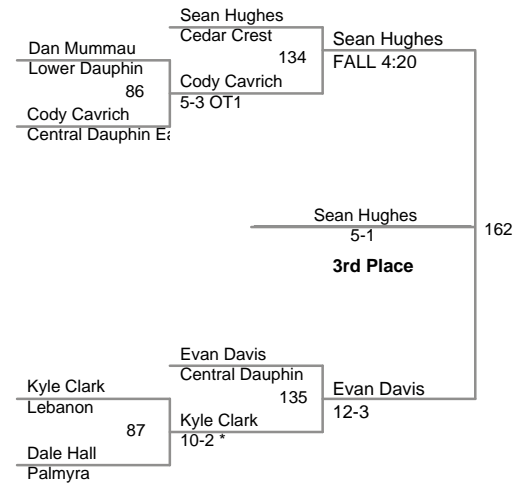 Sean Hughes
Cedar Crest
134
Sean Hughes
FALL 4:20
Dan Mummau
Lower Dauphin
86
Cody Cavrich
5-3 OT1
Cody Cavrich
Central Dauphin Ea
Sean Hughes
5-1
162
3rd Place
Evan Davis
Central Dauphin
135
Evan Davis
12-3
Kyle Clark
Lebanon
87
Kyle Clark
10-2 *
Dale Hall
Palmyra